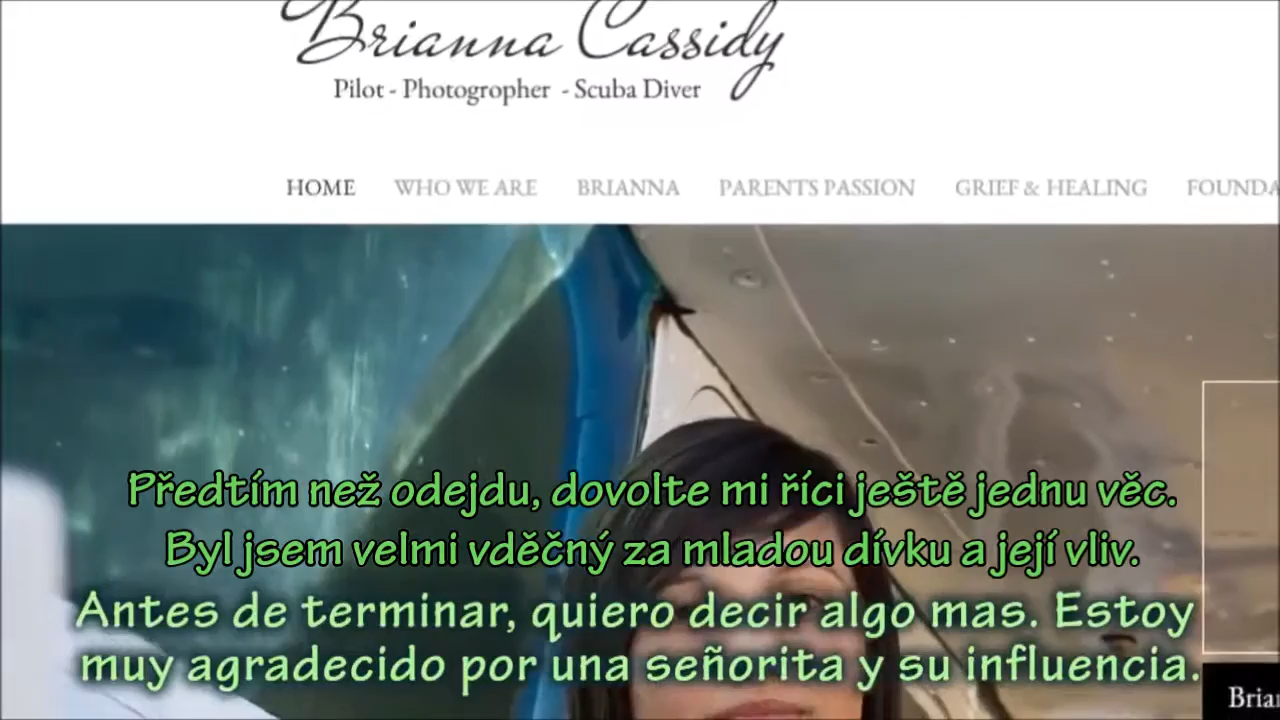 Brianna Cassidy
Pilot - Photogropher - Scuba Diver
HOME WHO WE ARE BRIANNA PARENT'S PASSION GRIEF & HEALING
Předtím než odejdu, dovolte mi říci ještě jednu věc.
Byl jsem velmi vděčný za mladou dívku a její vliv.
Antes de terminar, quiero decir algo mas. Estoy
muy agradecido por una señorita y su influencia.